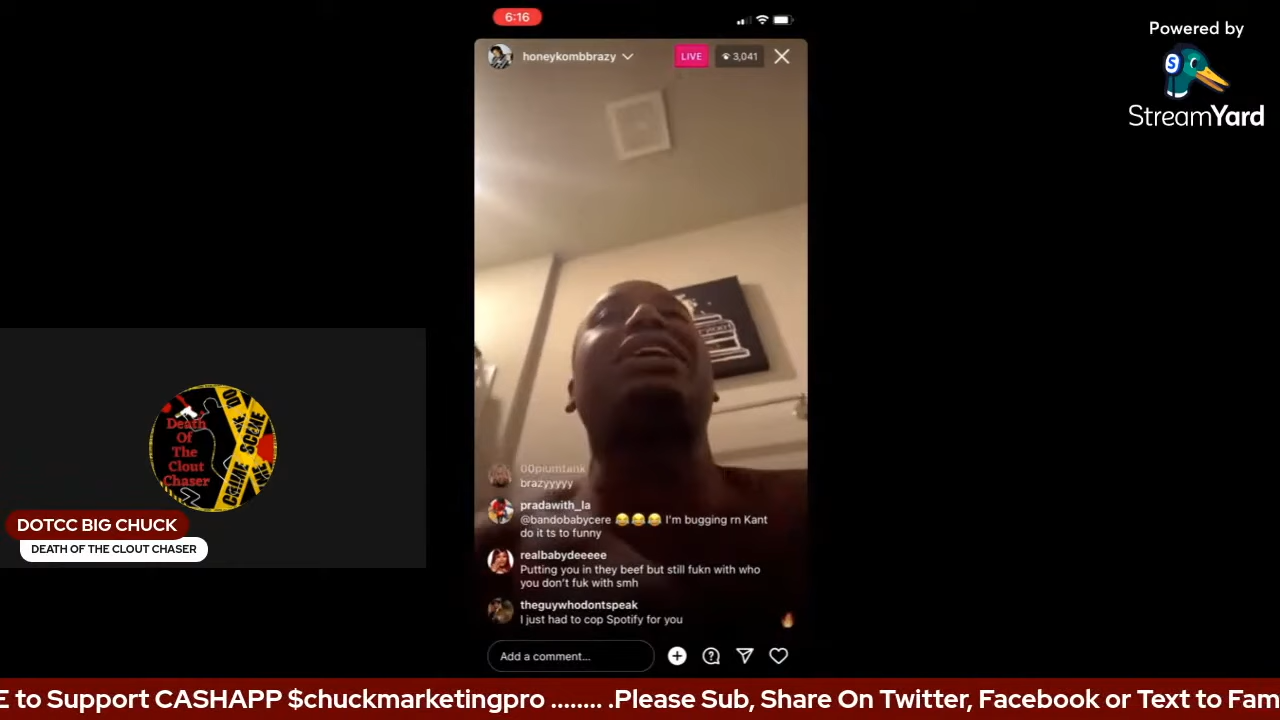 6:16
honeykombbrazy
LIVE
3,041
Powered by
StreamYard
00piumtank
brazyyyyy
pradawith_la
@bandobabycere 😂😂😂 I'm bugging rn Kant
do it ts to funny
realbabydeeeee
Putting you in they beef but still fukn with who
you don't fuk with smh
theguywhodontspeak
I just had to cop Spotify for you
Add a comment...
Death
Of
The
Clout
Chaser
DOTCC BIG CHUCK
DEATH OF THE CLOUT CHASER
E to Support CASHAPP $chuckmarketingpro ........ .Please Sub, Share On Twitter, Facebook or Text to Fam